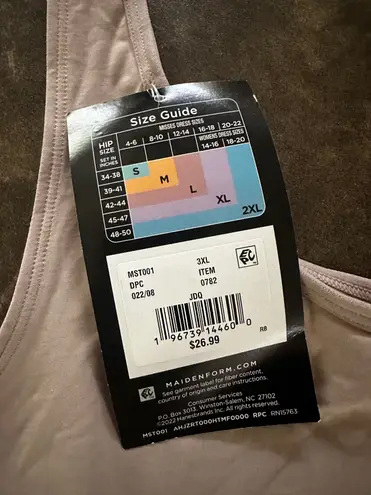 Size Guide
MISSES DRESS SIZES
HIP SIZE 4-6 8-10 12-14 16-18 20-22
SET IN INCHES WOMENS DRESS SIZES
14-16 18-20
34-38 S
39-41 M
42-44 L
45-47 XL
48-50 2XL
MST001 3XL
DPC ITEM
022/08 0782
JDQ
1 96739 14460 0
$26.99 RB
MAIDENFORM.COM
See garment label for fiber content,
country of origin and care instructions.
Consumer Services
P.O. Box 3013, Winston-Salem, NC 27102
©2022 Hanesbrands Inc. All rights reserved.
MST001 AHJZRT000HTMF0000 RPC RN15763